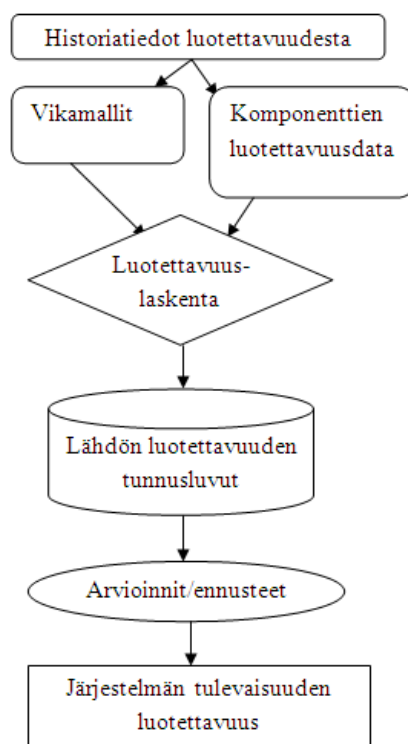 Historiatiedot luotettavuudesta
Vikamallit
Komponenttien
luotettavuusdata
Luotettavuus-
laskenta
Lähdön luotettavuuden
tunnusluvut
Arvioinnit/ennusteet
Järjestelmän tulevaisuuden
luotettavuus